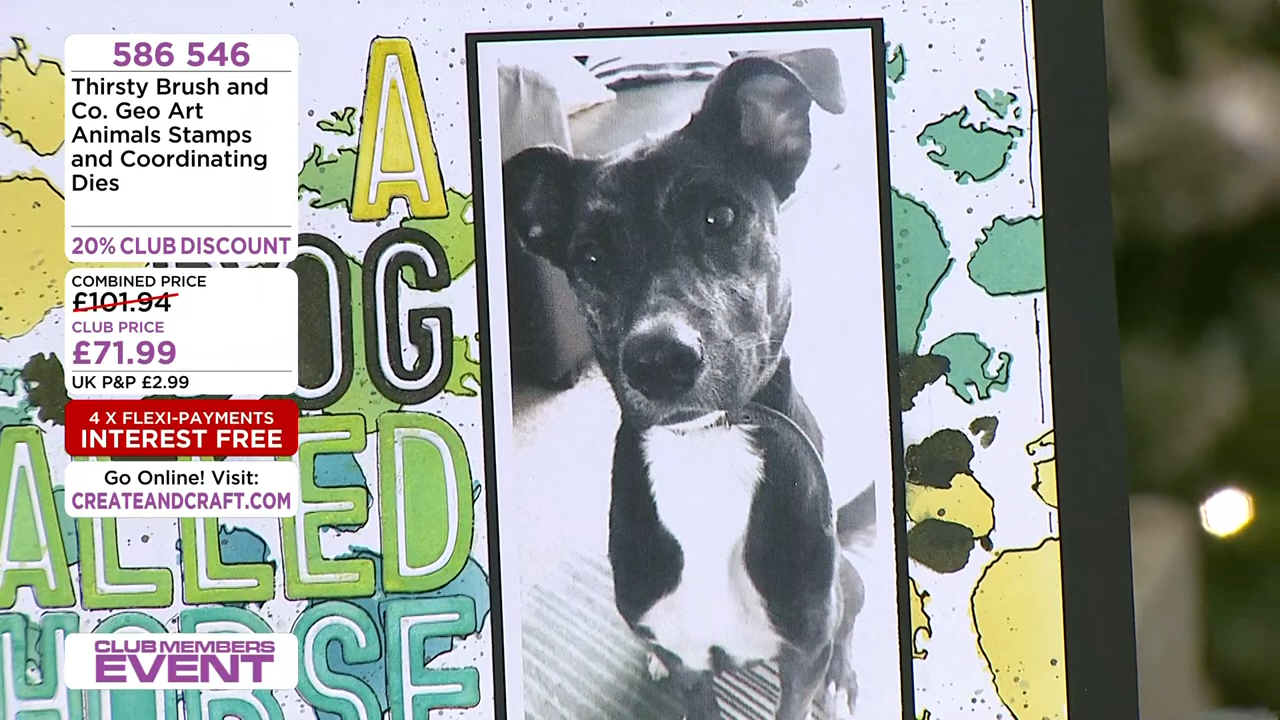 586 546
Thirsty Brush and
Co. Geo Art
Animals Stamps
and Coordinating
Dies
20% CLUB DISCOUNT
COMBINED PRICE
£101.94
CLUB PRICE
£71.99
UK P&P £2.99
4 X FLEXI-PAYMENTS
INTEREST FREE
Go Online! Visit:
CREATEANDCRAFT.COM
CLUB MEMBERS
EVENT
A
DOG
ALLED
HORSE